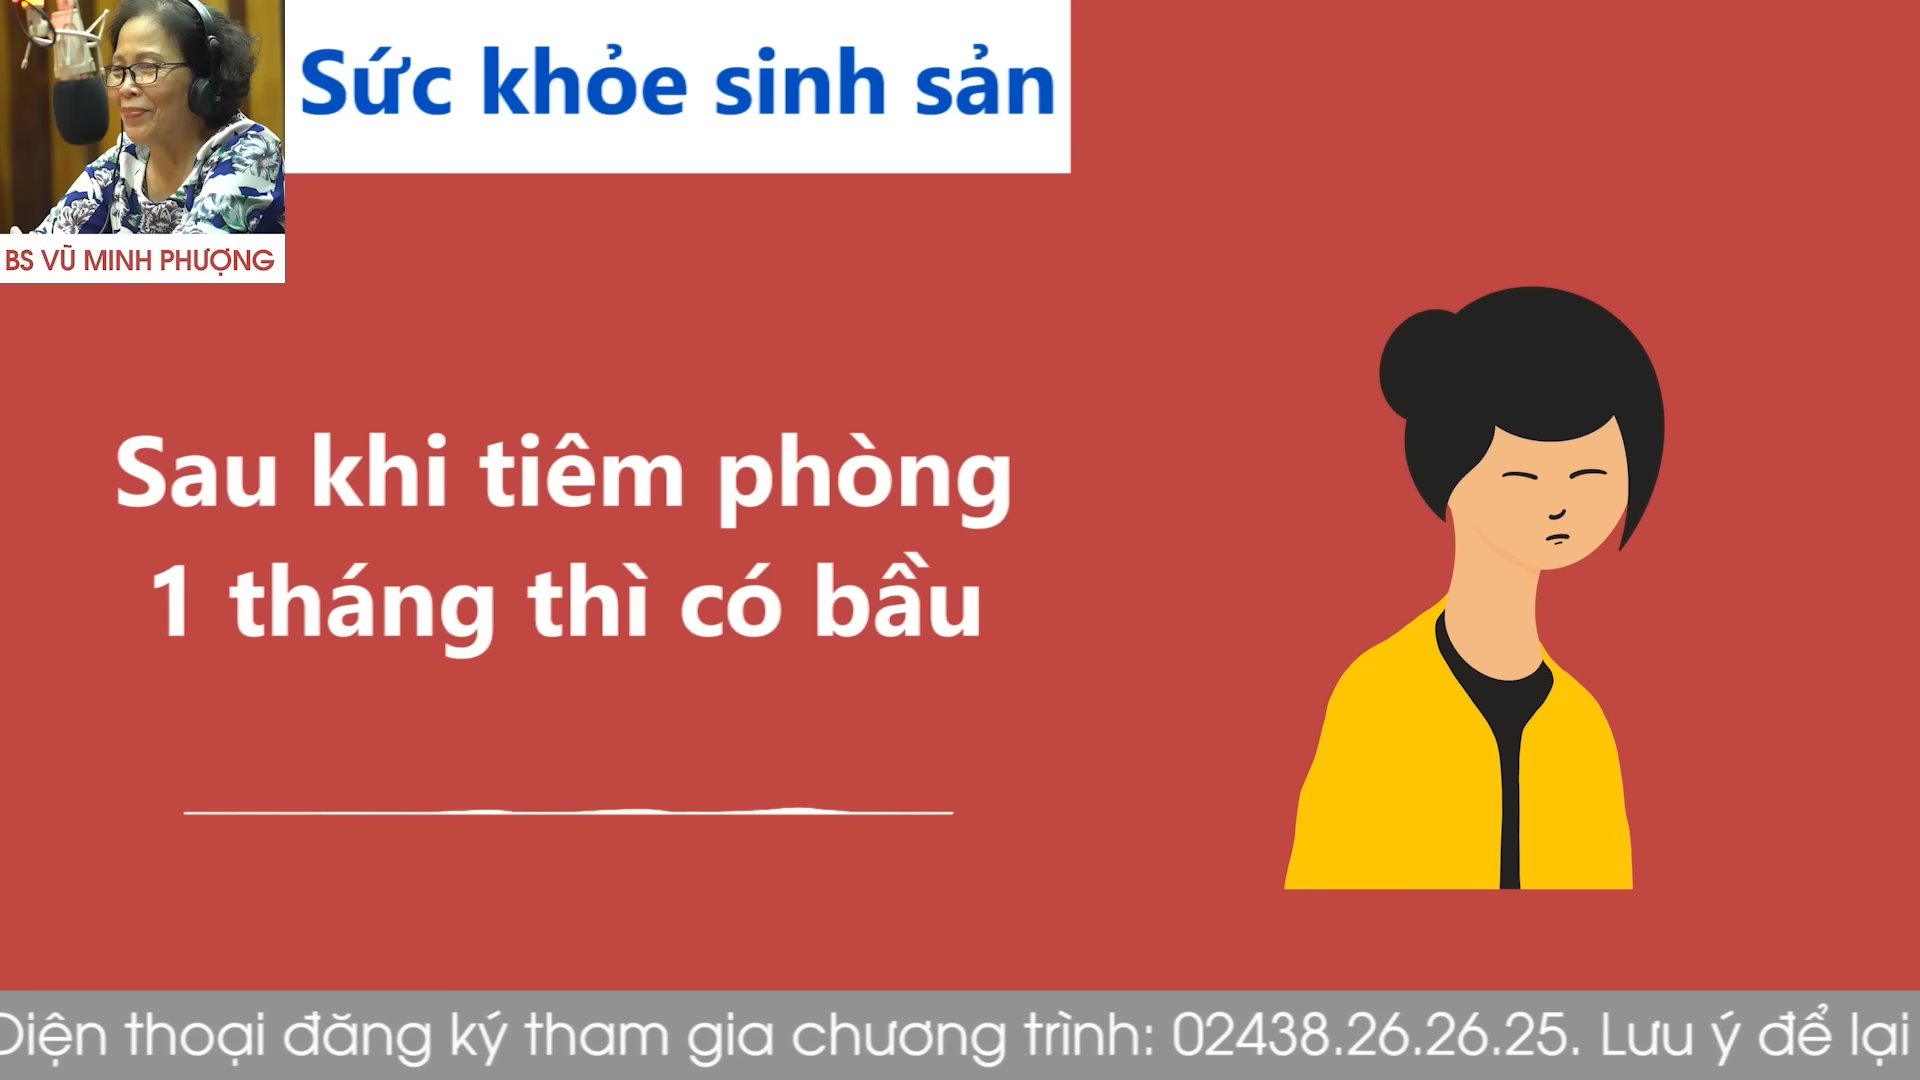 Sức khỏe sinh sản
BS VŨ MINH PHƯỢNG
Sau khi tiêm phòng
1 tháng thì có bầu
Diện thoại đăng ký tham gia chương trình: 02438.26.26.25. Lưu ý để lại